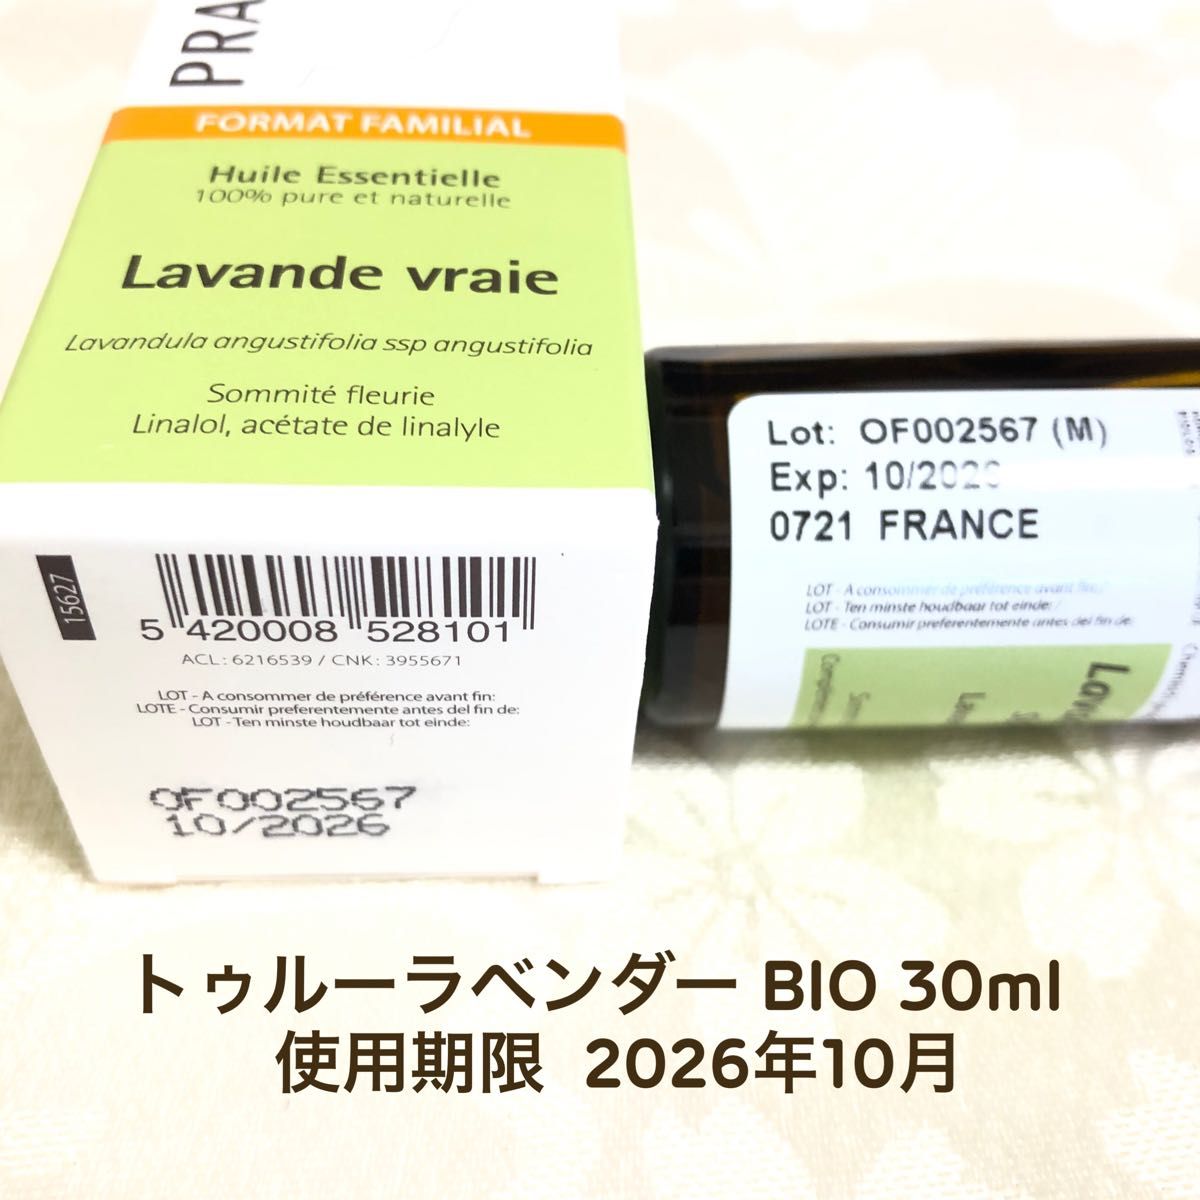 PRA
FORMAT FAMILIAL
Huile Essentielle
100% pure et naturelle
Lavande vraie
Lavandula angustifolia ssp angustifolia
Sommité fleurie
Linalol, acétate de linalyle
15627
5 420008 528101
ACL: 6216539 / CNK: 3955671
LOT - A consommer de préférence avant fin:
LOTE - Consumir preferentemente antes del fin de:
LOT - Ten minste houdbaar tot einde:
OF002567
10/2026
Lot: OF002567 (M)
Exp: 10/2026
0721 FRANCE
LOT - A consommer de préférence avant fin:/
LOT - Ten minste houdbaar tot einde: /
LOTE - Consumir preferentemente antes del fin de:
トゥルーラベンダー BIO 30ml
使用期限 2026年10月